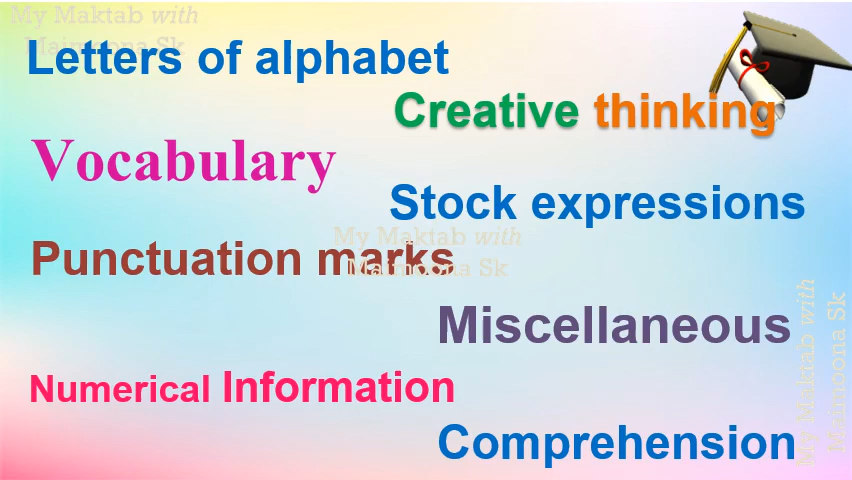 My Maktab with
Maimoona Sk
Letters of alphabet
Creative thinking
Vocabulary
Stock expressions
My Maktab with
Maimoona Sk
Punctuation marks
Miscellaneous
Numerical Information
Comprehension
My Maktab with
Maimoona Sk